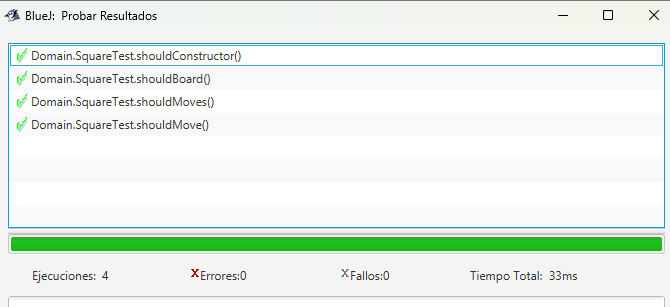 BlueJ: Probar Resultados
Domain.SquareTest.shouldConstructor()
Domain.SquareTest.shouldBoard()
Domain.SquareTest.shouldMoves()
Domain.SquareTest.shouldMove()
Ejecuciones: 4 Errores:0 Fallos:0 Tiempo Total: 33ms